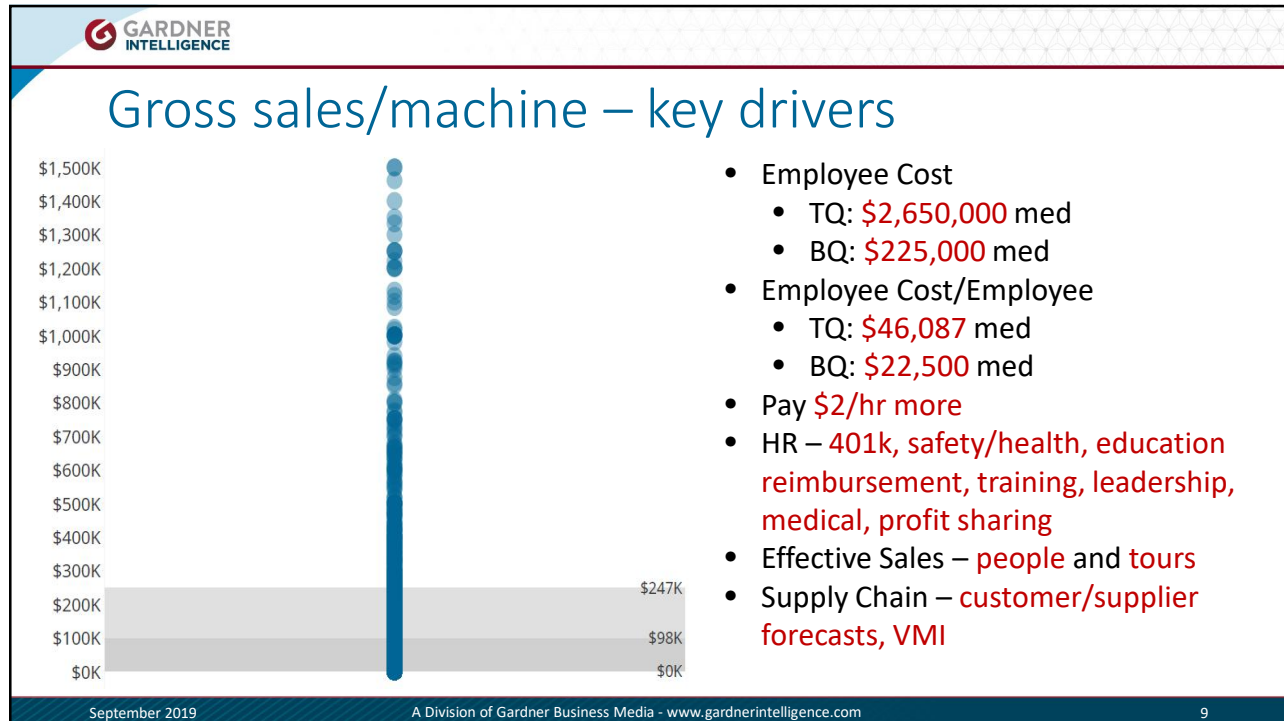 GARDNER
INTELLIGENCE
Gross sales/machine – key drivers
$1,500K
$1,400K
$1,300K
$1,200K
$1,100K
$1,000K
$900K
$800K
$700K
$600K
$500K
$400K
$300K
$200K
$100K
$0K
$247K
$98K
$0K
• Employee Cost
• TQ: $2,650,000 med
• BQ: $225,000 med
• Employee Cost/Employee
• TQ: $46,087 med
• BQ: $22,500 med
• Pay $2/hr more
• HR – 401k, safety/health, education
reimbursement, training, leadership,
medical, profit sharing
• Effective Sales – people and tours
• Supply Chain – customer/supplier
forecasts, VMI
September 2019
A Division of Gardner Business Media - www.gardnerintelligence.com
9